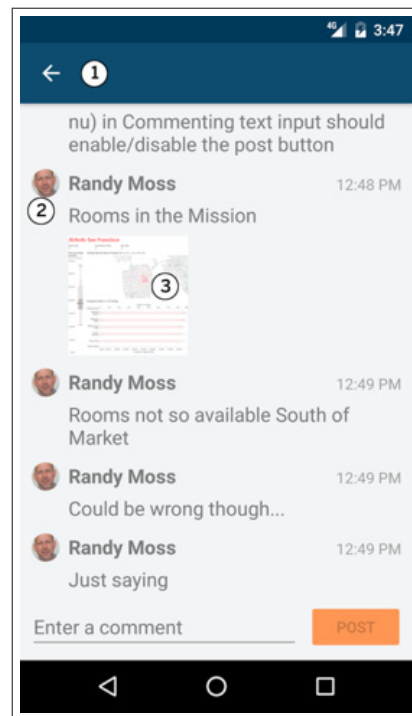 4G 3:47
1
nu) in Commenting text input should
enable/disable the post button
Randy Moss 12:48 PM
2
Rooms in the Mission
3
Randy Moss 12:49 PM
Rooms not so available South of
Market
Randy Moss 12:49 PM
Could be wrong though...
Randy Moss 12:49 PM
Just saying
Enter a comment POST